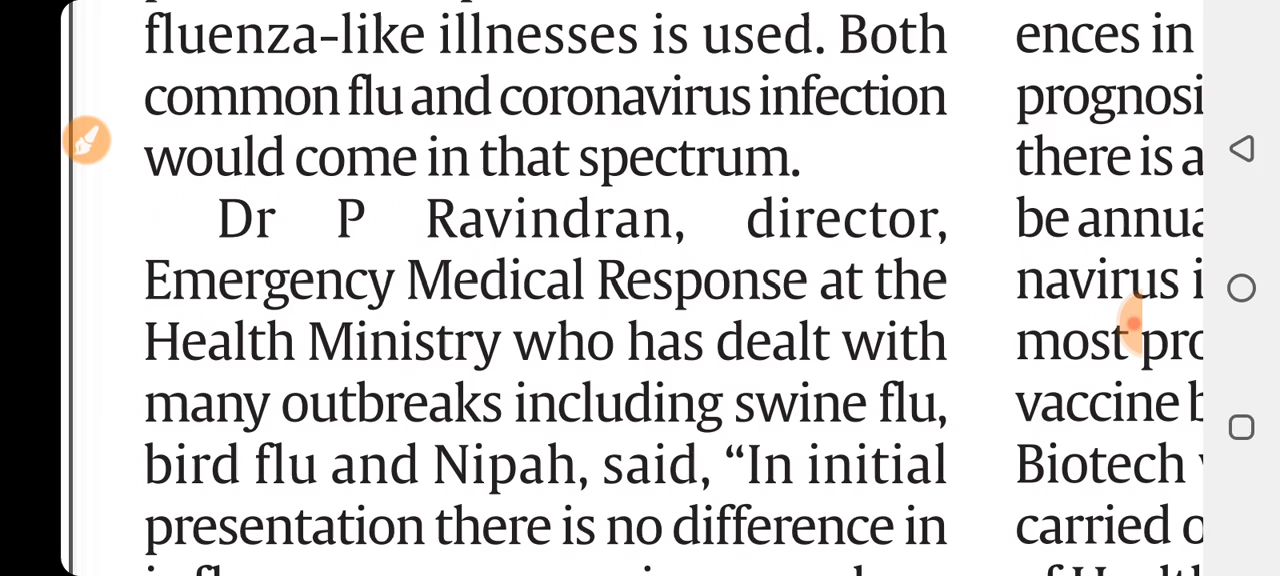 fluenza-like illnesses is used. Both
common flu and coronavirus infection
would come in that spectrum.
Dr P Ravindran, director,
Emergency Medical Response at the
Health Ministry who has dealt with
many outbreaks including swine flu,
bird flu and Nipah, said, “In initial
presentation there is no difference in
ences in
there is a
navirus i
most
vaccine
Biotech
carried